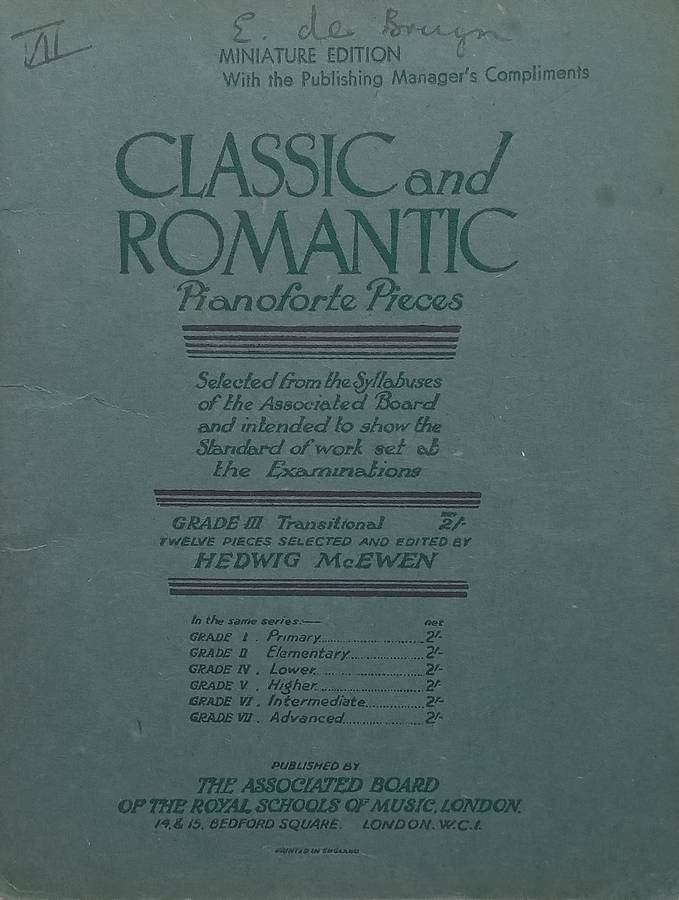 VII
E. de Bruyn
MINIATURE EDITION
With the Publishing Manager's Compliments
CLASSIC and
ROMANTIC
Pianoforte Pieces
Selected from the Syllabuses
of the Associated Board
and intended to show the
Standard of work set at
the Examinations
GRADE III Transitional net 2/-
TWELVE PIECES SELECTED AND EDITED BY
HEDWIG McEWEN
In the same series:— net
GRADE I . Primary 2/-
GRADE II Elementary 2/-
GRADE IV . Lower 2/-
GRADE V . Higher 2/-
GRADE VI . Intermediate 2/-
GRADE VII . Advanced 2/-
PUBLISHED BY
THE ASSOCIATED BOARD
OF THE ROYAL SCHOOLS OF MUSIC, LONDON.
14, & 15, BEDFORD SQUARE. LONDON. W.C.1.
PRINTED IN ENGLAND